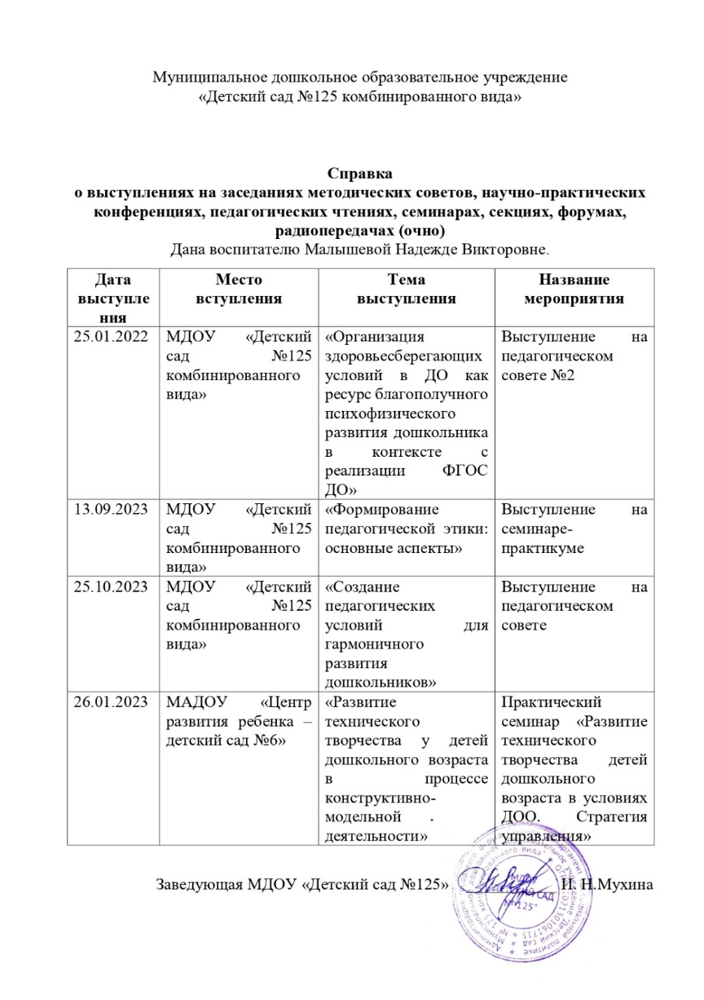 Муниципальное дошкольное образовательное учреждение
«Детский сад №125 комбинированного вида»
Справка
о выступлениях на заседаниях методических советов, научно-практических
конференциях, педагогических чтениях, семинарах, секциях, форумах,
радиопередачах (очно)
Дана воспитателю Малышевой Надежде Викторовне.
Дата
выступле
ния
Место
вступления
Тема
выступления
Название
мероприятия
25.01.2022
МДОУ «Детский
сад №125
комбинированного
вида»
«Организация
здоровьесберегающих
условий в ДО как
ресурс благополучного
психофизического
развития дошкольника
в контексте с
реализации ФГОС
ДО»
Выступление на
педагогическом
совете №2
13.09.2023
МДОУ «Детский
сад №125
комбинированного
вида»
«Формирование
педагогической этики:
основные аспекты»
Выступление на
семинаре-
практикуме
25.10.2023
МДОУ «Детский
сад №125
комбинированного
вида»
«Создание
педагогических
условий для
гармоничного
развития
дошкольников»
Выступление на
педагогическом
совете
26.01.2023
МАДОУ «Центр
развития ребенка –
детский сад №6»
«Развитие
технического
творчества у детей
дошкольного возраста
в процессе
конструктивно-
модельной .
деятельности»
Практический
семинар «Развитие
технического
творчества детей
дошкольного
возраста в условиях
ДОО. Стратегия
управления»
Заведующая МДОУ «Детский сад №125» И. Н.Мухина
МДОУ
"ДЕТСКИЙ САД
№ 125"